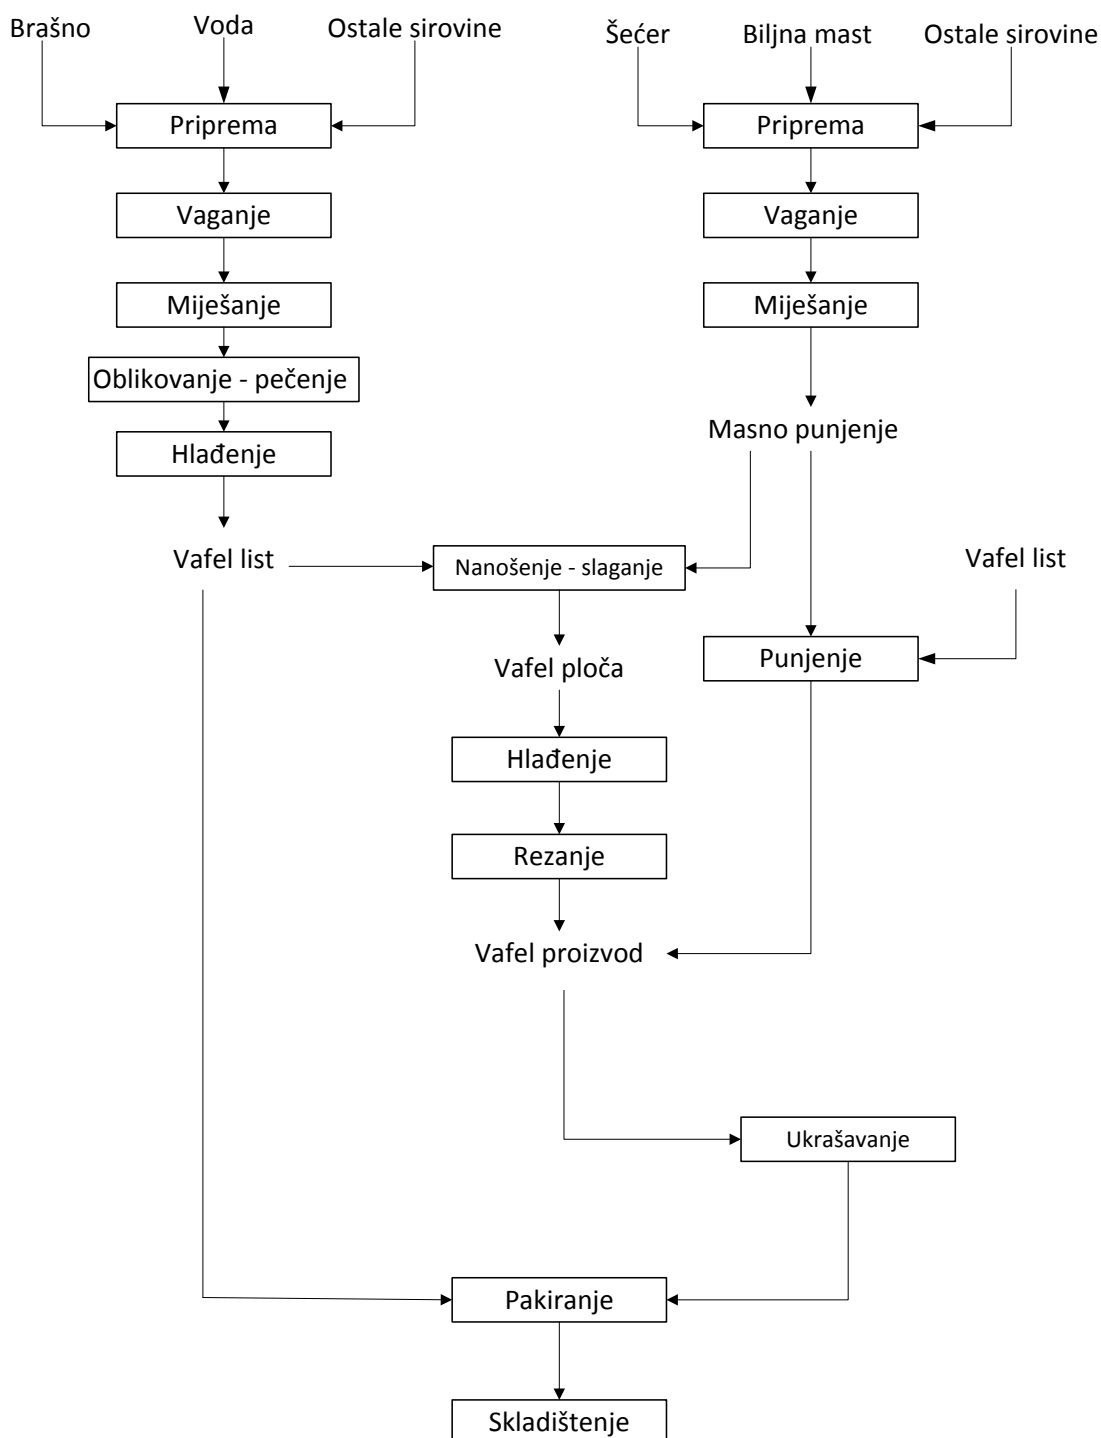 Brašno
Voda
Ostale sirovine
Šećer
Biljna mast
Ostale sirovine
Priprema
Priprema
Vaganje
Vaganje
Miješanje
Miješanje
Oblikovanje - pečenje
Masno punjenje
Hlađenje
Vafel list
Nanošenje - slaganje
Vafel list
Vafel ploča
Punjenje
Hlađenje
Rezanje
Vafel proizvod
Ukrašavanje
Pakiranje
Skladištenje